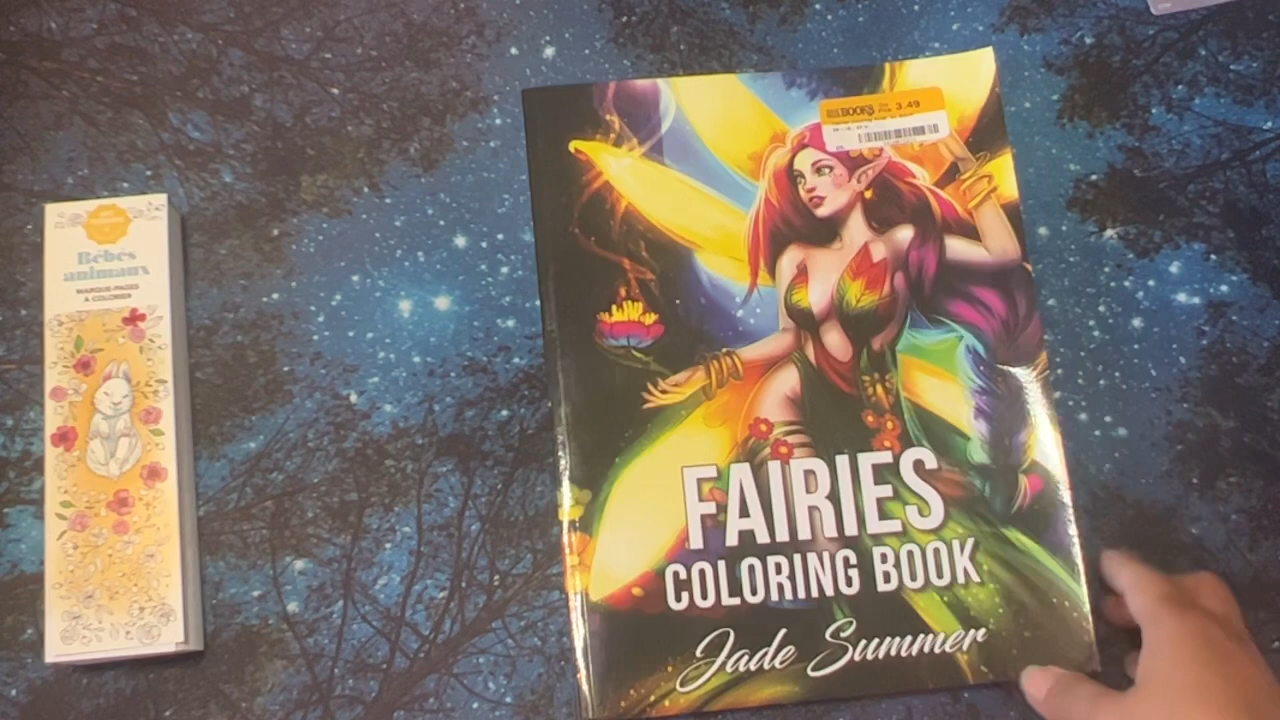 Bébés
animaux
MARQUE-PAGES
À COLORIER
BOOKS
3.49
FAIRIES
COLORING BOOK
Jade Summer